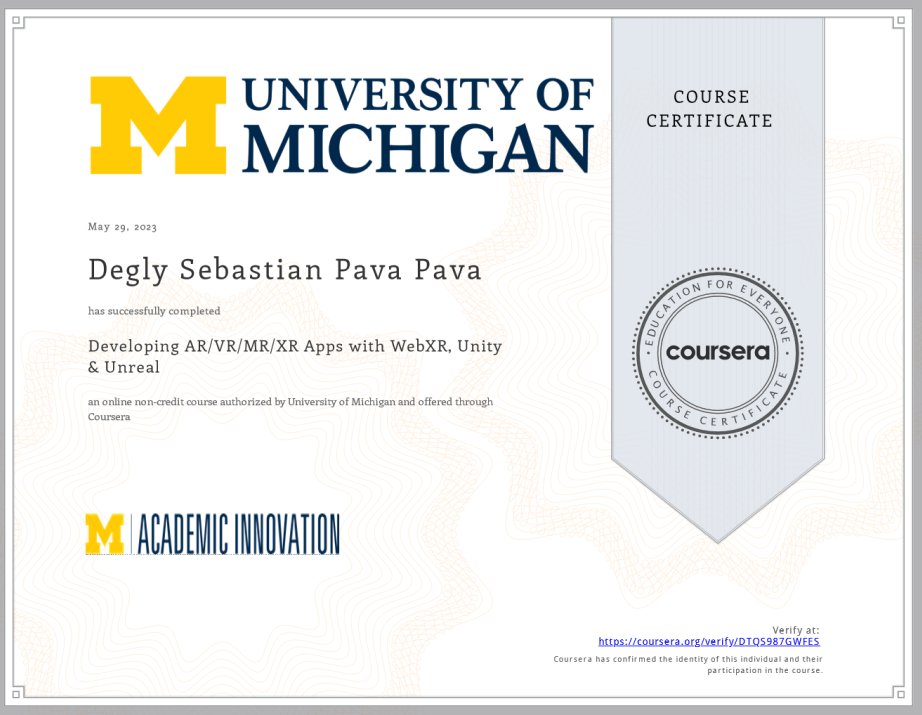 UNIVERSITY OF
MICHIGAN
COURSE
CERTIFICATE
May 29, 2023
Degly Sebastian Pava Pava
has successfully completed
Developing AR/VR/MR/XR Apps with WebXR, Unity
& Unreal
an online non-credit course authorized by University of Michigan and offered through
Coursera
EDUCATION FOR EVERYONE
coursera
COURSE CERTIFICATE
M ACADEMIC INNOVATION
Verify at:
https://coursera.org/verify/DTQS987GWFES
Coursera has confirmed the identity of this individual and their
participation in the course.